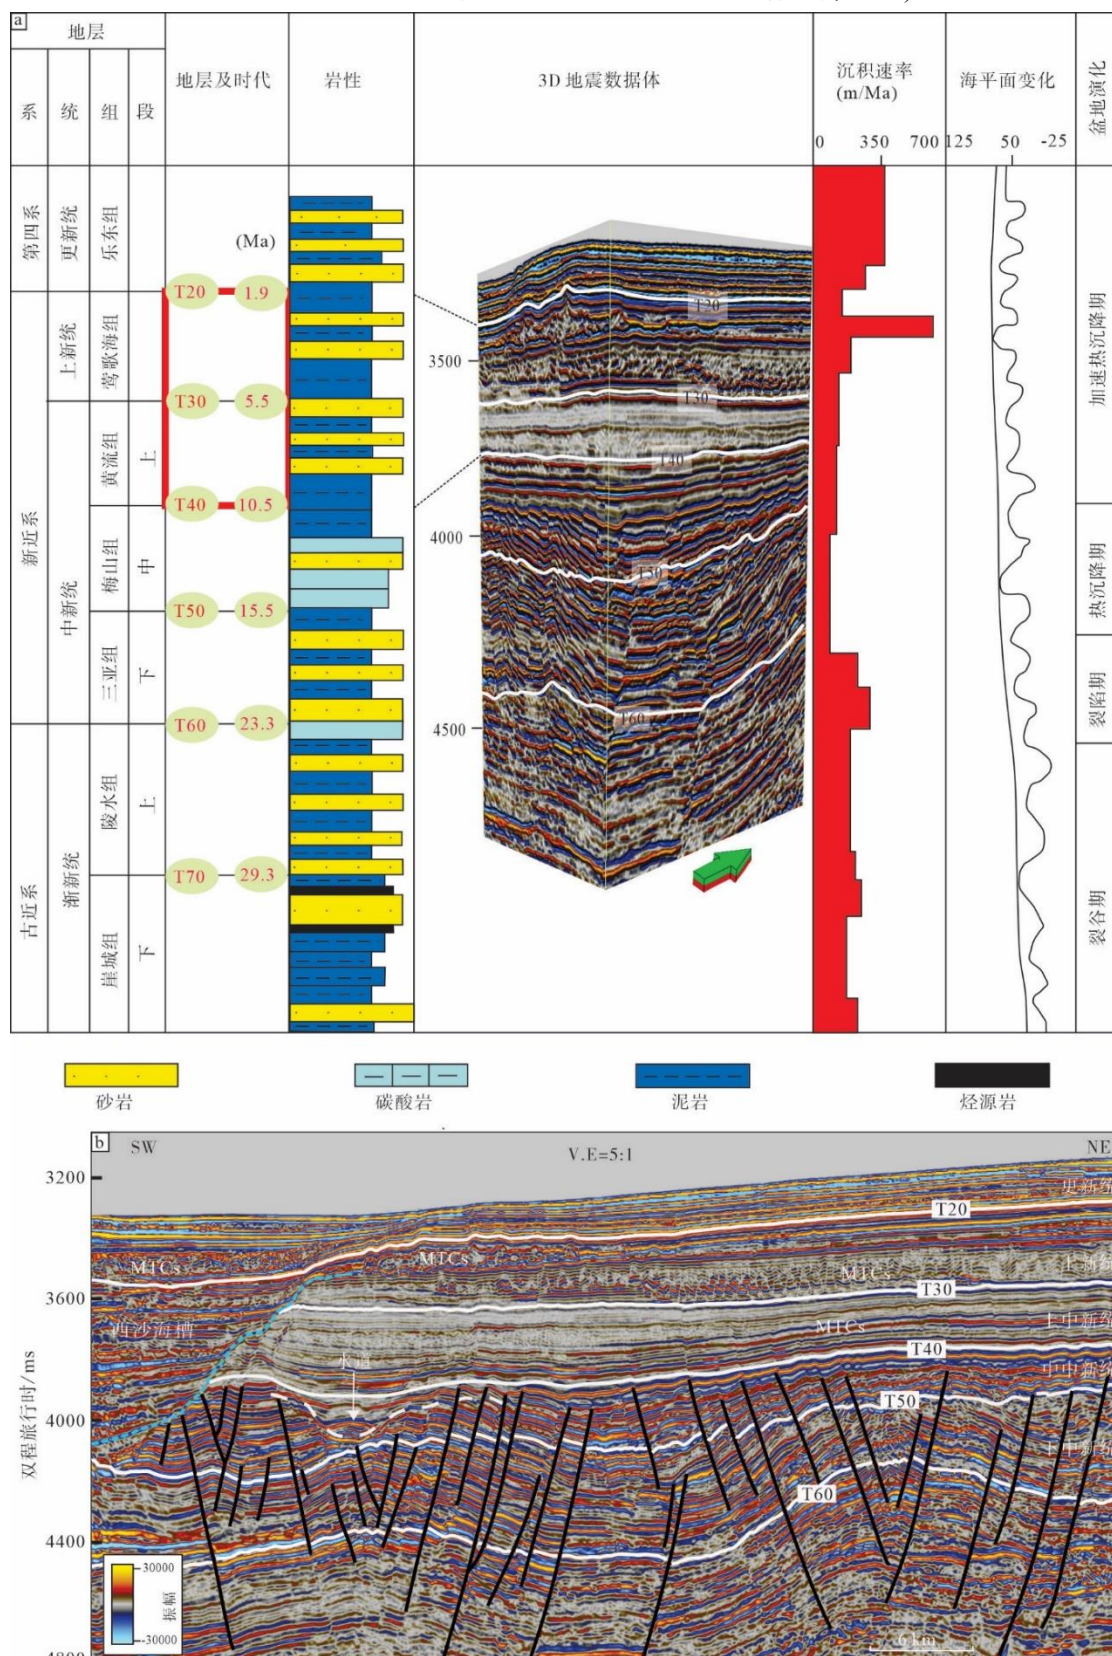 a
地层
系
统
组
段
地层及时代
岩性
3D 地震数据体
沉积速率
(m/Ma)
0 350 700
海平面变化
125 50 -25
盆地演化
第四系
更新统
乐东组
(Ma)
T20 1.9
上新统
莺歌海组
T30 5.5
新近系
中新统
黄流组
上
T40 10.5
梅山组
中
T50 15.5
三亚组
下
T60 23.3
古近系
渐新统
陵水组
上
T70 29.3
崖城组
下
3500
4000
4500
T20
T30
T40
T50
T60
加速热沉降期
热沉降期
裂陷期
裂谷期
砂岩
碳酸岩
泥岩
烃源岩
b
SW
V.E=5:1
NE
双程旅行时/ms
3200
3600
4000
4400
4800
更新统
T20
MTCs
MTCs
MTCs
上新统
T30
西沙海槽
MTCs
上中新统
水道
T40
中中新统
T50
下中新统
T60
30000
振幅
-30000
6 km